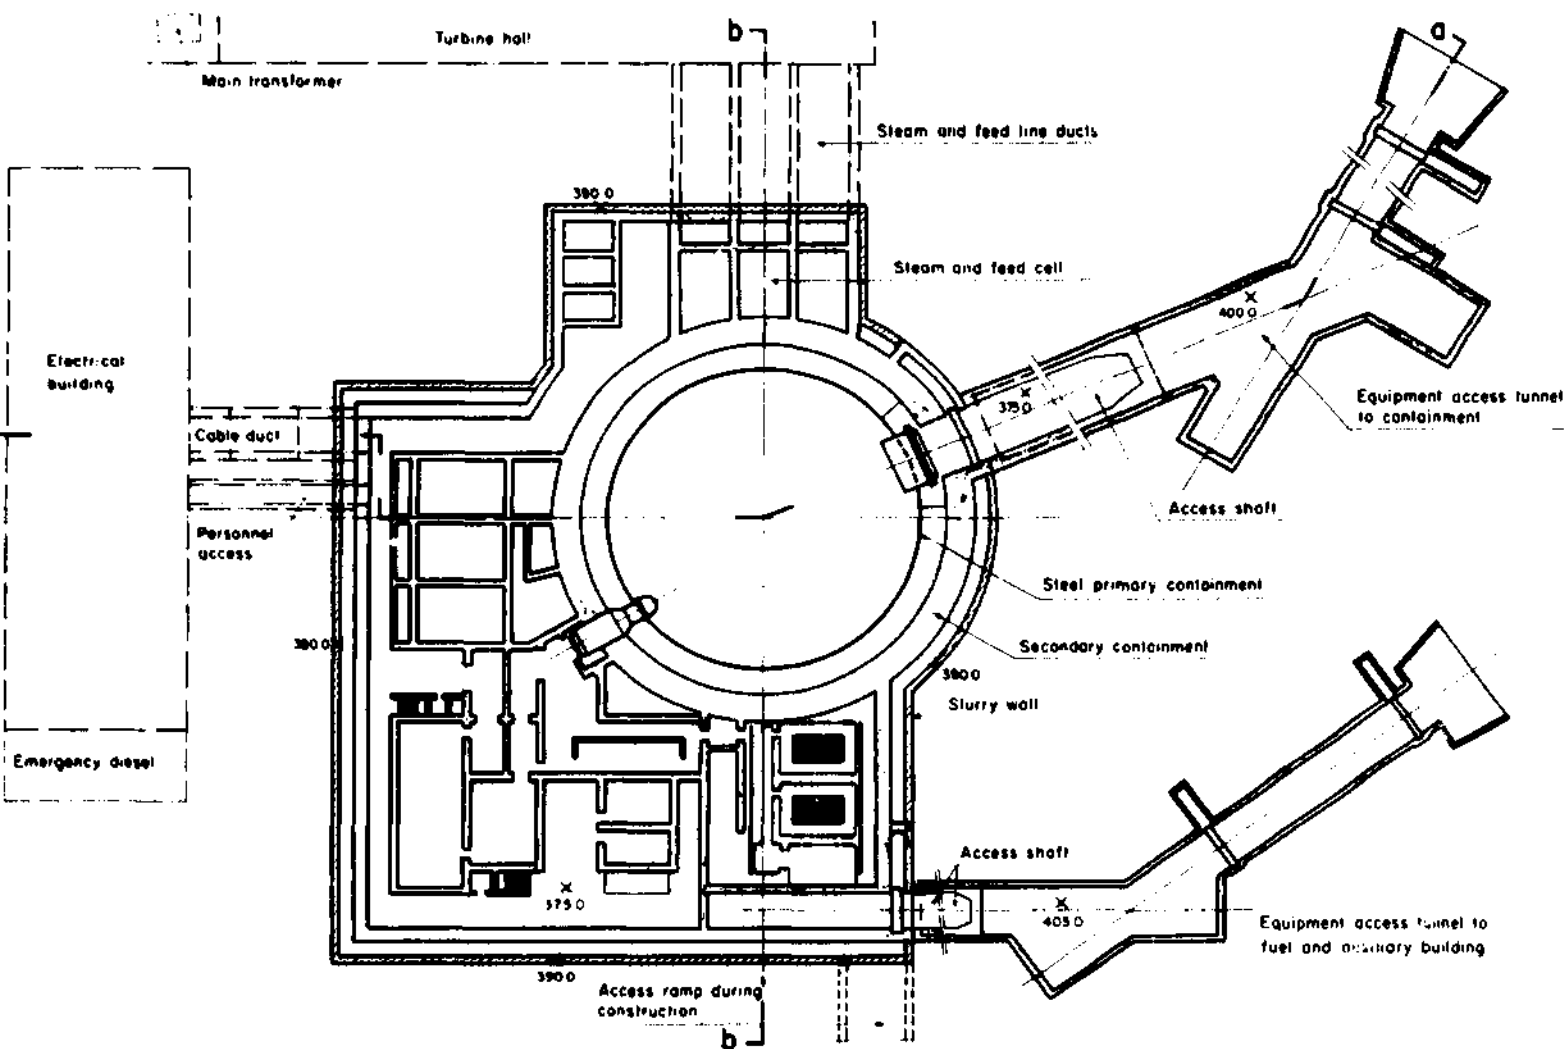 b
a
Turbine hall
Main transformer
Steam and feed line ducts
380.0
Steam and feed cell
400.0
Electrical
building
375.0
Equipment access tunnel
to containment
Cable duct
Access shaft
Personnel
access
Steel primary containment
380.0
Secondary containment
380.0
Slurry wall
Emergency diesel
Access shaft
375.0
405.0
Equipment access tunnel to
fuel and auxiliary building
390.0
Access ramp during
construction
b